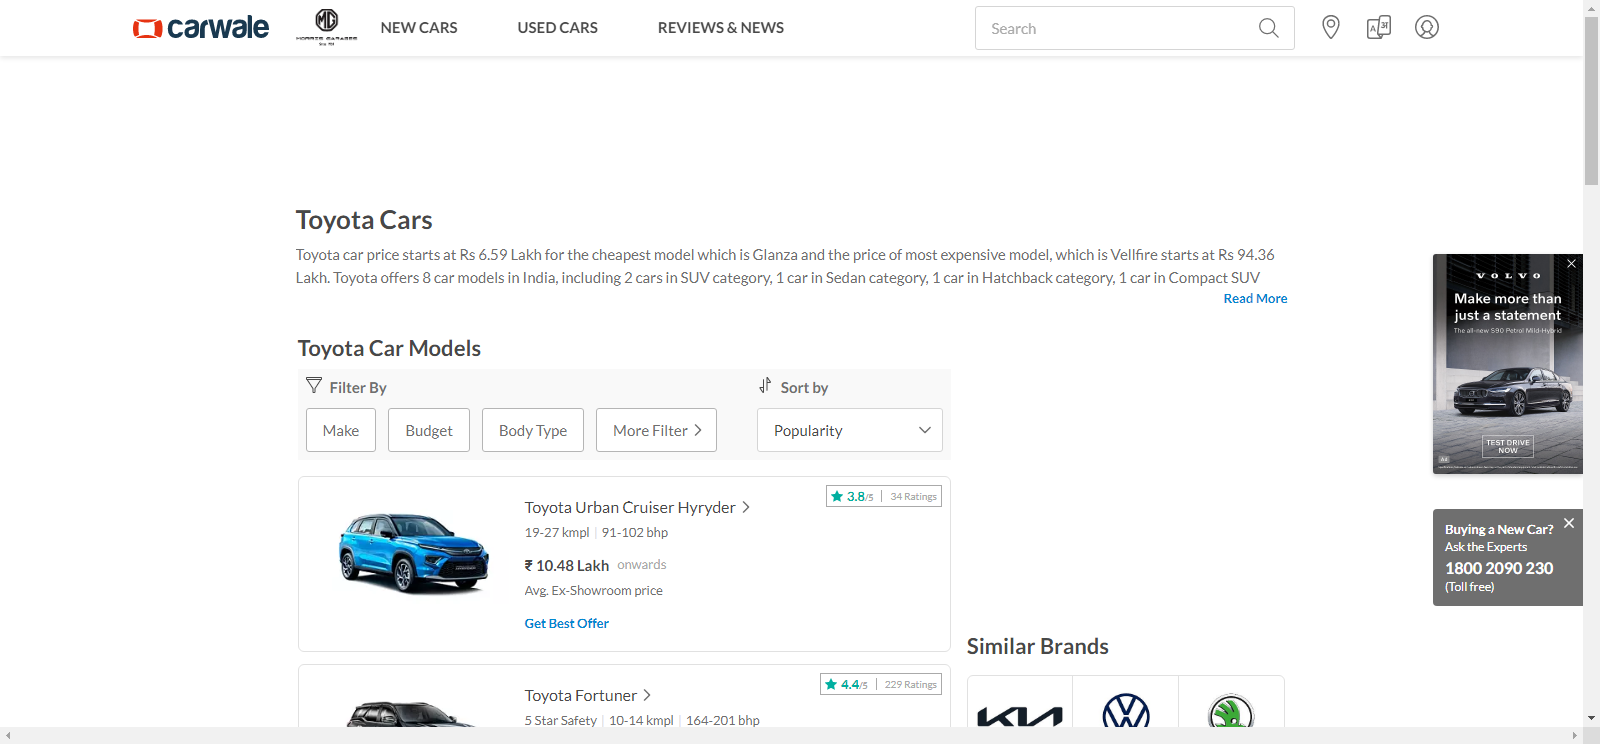 carwale
MG
MORRIS GARAGES
Since 1924
NEW CARS
USED CARS
REVIEWS & NEWS
Search
Toyota Cars
Toyota car price starts at Rs 6.59 Lakh for the cheapest model which is Glanza and the price of most expensive model, which is Vellfire starts at Rs 94.36
Lakh. Toyota offers 8 car models in India, including 2 cars in SUV category, 1 car in Sedan category, 1 car in Hatchback category, 1 car in Compact SUV
Read More
Toyota Car Models
Filter By
Sort by
Make
Budget
Body Type
More Filter
Popularity
Toyota Urban Cruiser Hyryder
3.8/5 | 34 Ratings
19-27 kmpl | 91-102 bhp
₹ 10.48 Lakh onwards
Avg. Ex-Showroom price
Get Best Offer
Toyota Fortuner
4.4/5 | 229 Ratings
5 Star Safety | 10-14 kmpl | 164-201 bhp
Similar Brands
KIA
VOLVO
Make more than
just a statement
The all-new S90 Petrol Mild-Hybrid
TEST DRIVE
NOW
Ad
Buying a New Car?
Ask the Experts
1800 2090 230
(Toll free)